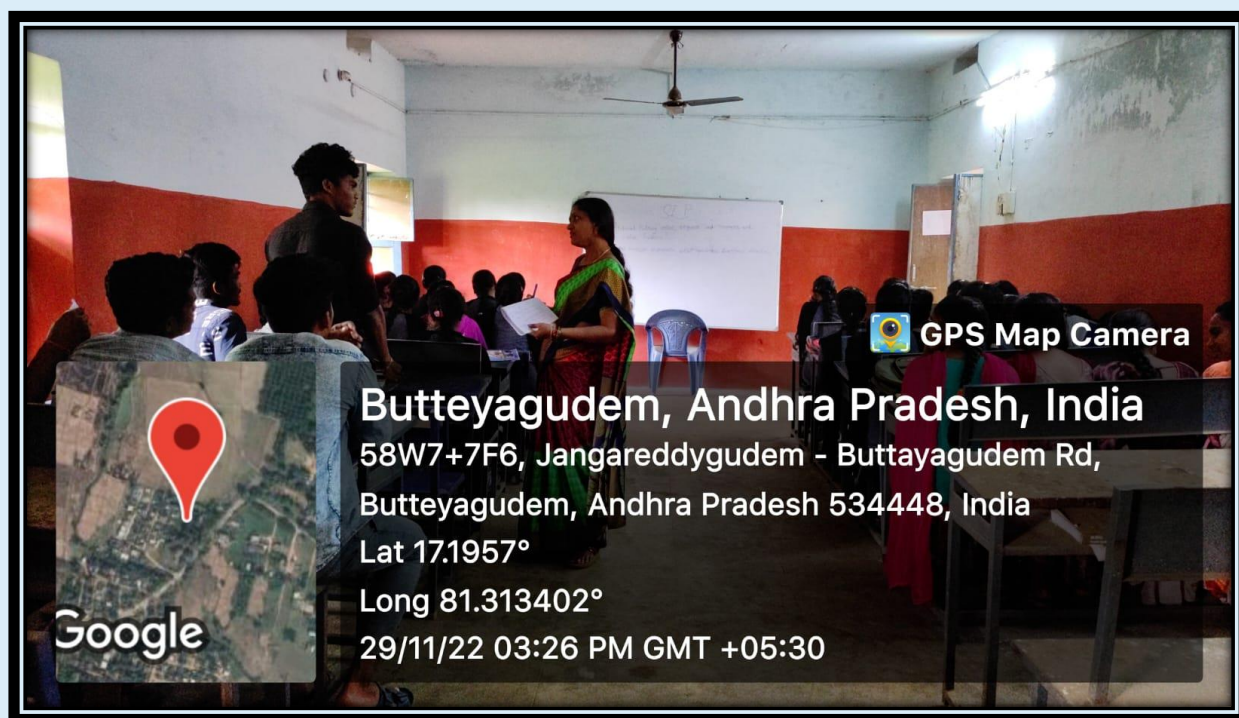 GPS Map Camera
Butteyagudem, Andhra Pradesh, India
58W7+7F6, Jangareddygudem - Buttayagudem Rd,
Butteyagudem, Andhra Pradesh 534448, India
Lat 17.1957°
Long 81.313402°
29/11/22 03:26 PM GMT +05:30
Google